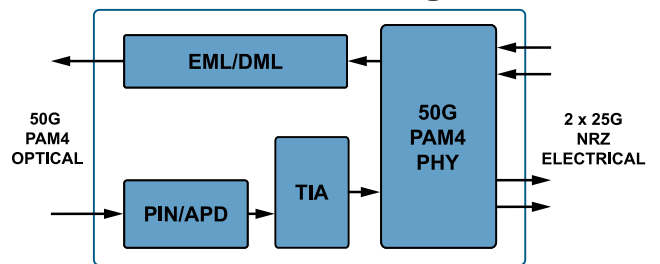 EML/DML
50G
PAM4
OPTICAL
50G
PAM4
PHY
2 x 25G
NRZ
ELECTRICAL
TIA
PIN/APD